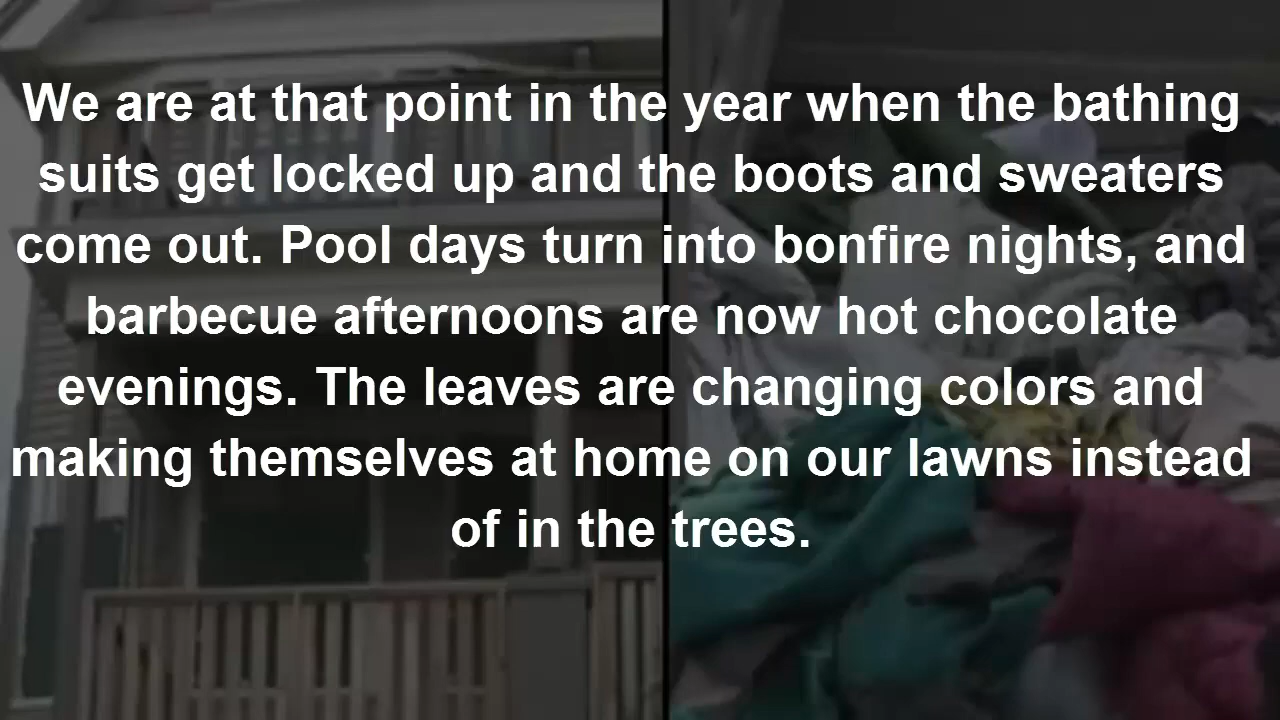 We are at that point in the year when the bathing
suits get locked up and the boots and sweaters
come out. Pool days turn into bonfire nights, and
barbecue afternoons are now hot chocolate
evenings. The leaves are changing colors and
making themselves at home on our lawns instead
of in the trees.